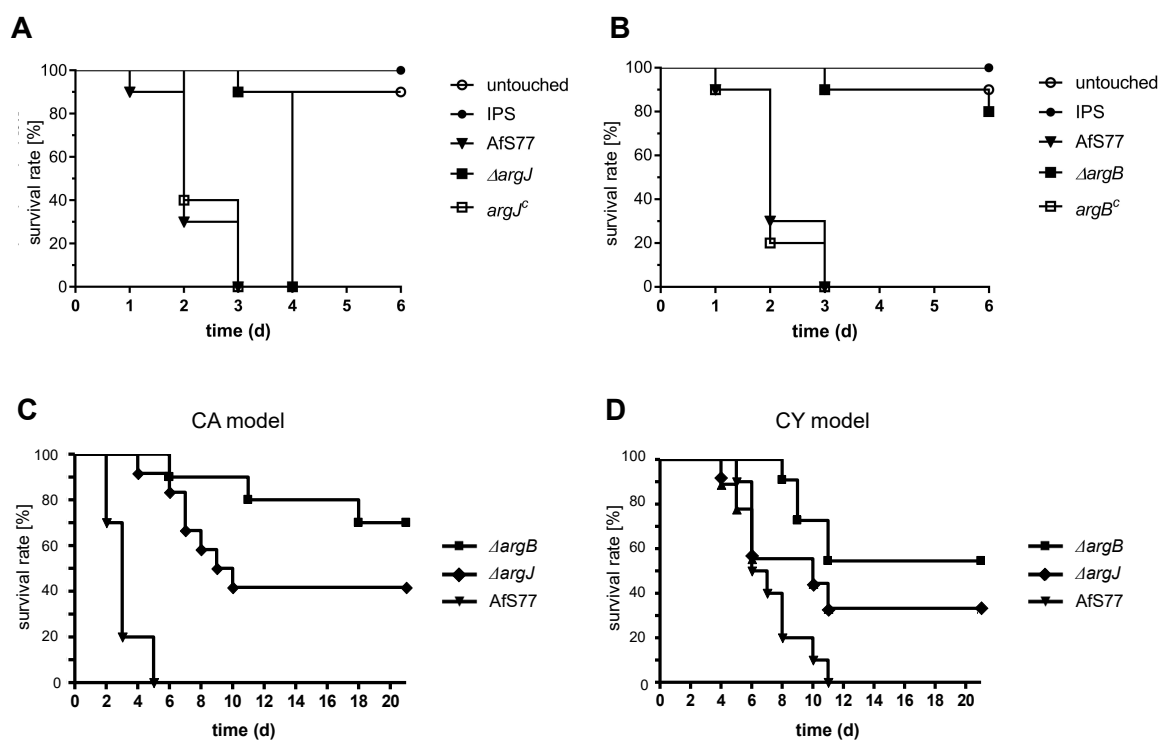 A
100
80
60
40
20
0
survival rate [%]
0 1 2 3 4 5 6
time (d)
untouched
IPS
AfS77
ΔargJ
argJᶜ
B
100
80
60
40
20
0
survival rate [%]
0 1 2 3 4 5 6
time (d)
untouched
IPS
AfS77
ΔargB
argBᶜ
C
CA model
100
80
60
40
20
0
survival rate [%]
0 2 4 6 8 10 12 14 16 18 20
time (d)
ΔargB
ΔargJ
AfS77
D
CY model
100
80
60
40
20
0
survival rate [%]
0 2 4 6 8 10 12 14 16 18 20
time (d)
ΔargB
ΔargJ
AfS77